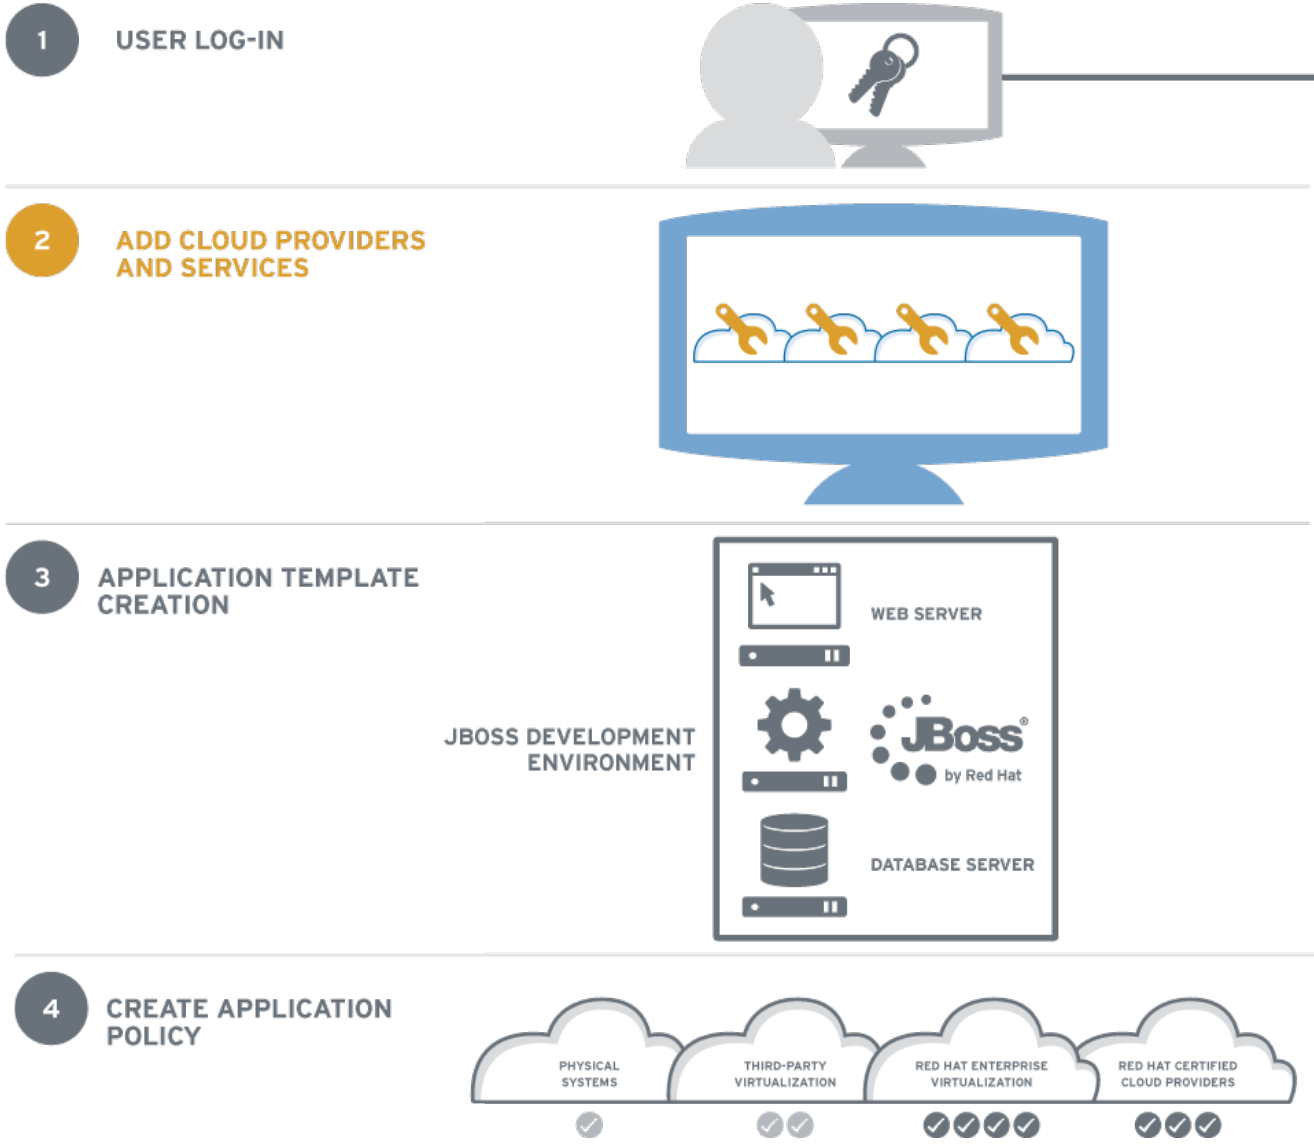 1
USER LOG-IN
2
ADD CLOUD PROVIDERS
AND SERVICES
3
APPLICATION TEMPLATE
CREATION
WEB SERVER
JBOSS DEVELOPMENT
ENVIRONMENT
JBoss®
by Red Hat
DATABASE SERVER
4
CREATE APPLICATION
POLICY
PHYSICAL
SYSTEMS
THIRD-PARTY
VIRTUALIZATION
RED HAT ENTERPRISE
VIRTUALIZATION
RED HAT CERTIFIED
CLOUD PROVIDERS